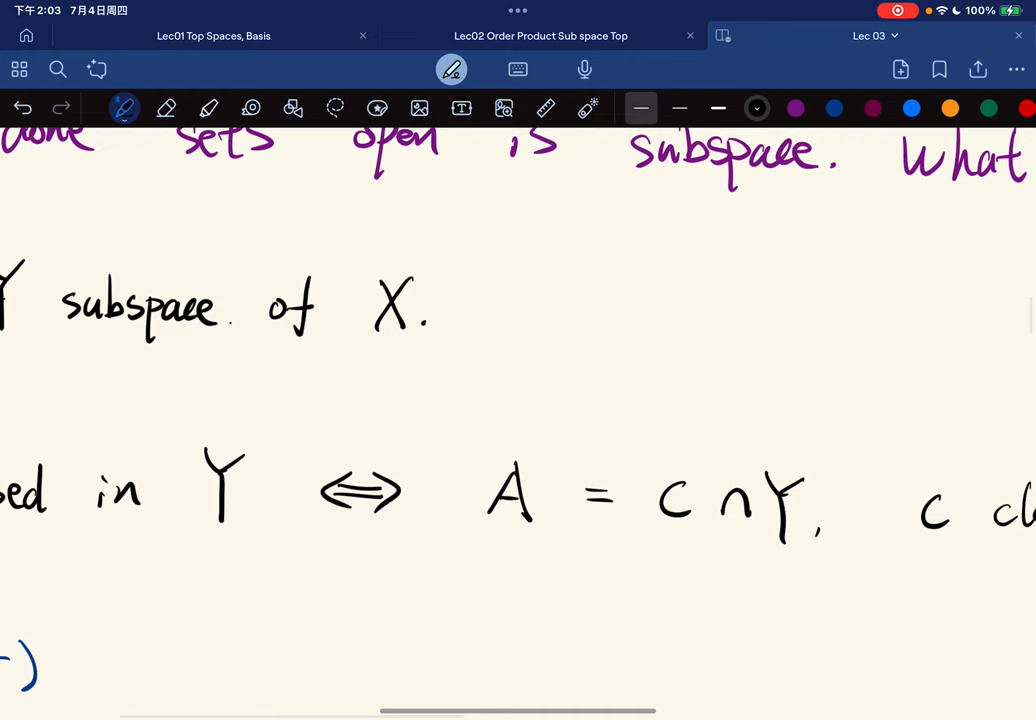 下午2:03 7月4日周四
100%
Lec01 Top Spaces, Basis
Lec02 Order Product Sub space Top
Lec 03
sets open is subspace. What
Y subspace of X.
in Y ⟺ A = C ∩ Y, C